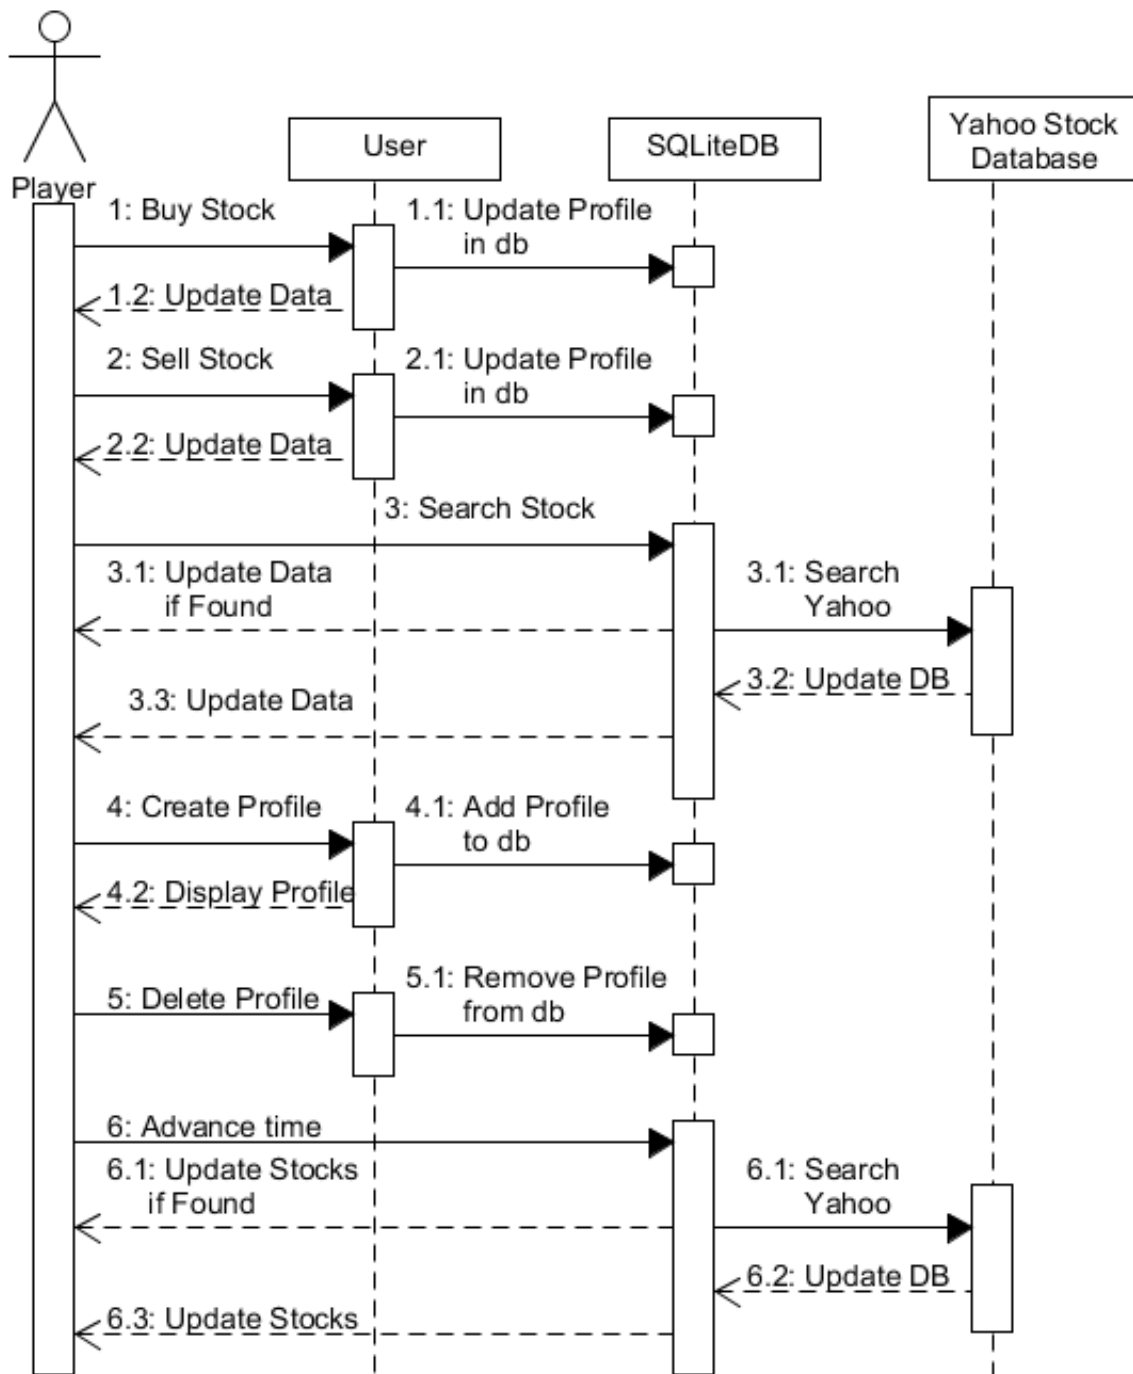 User
SQLiteDB
Yahoo Stock
Database
Player
1: Buy Stock
1.1: Update Profile
in db
1.2: Update Data
2: Sell Stock
2.1: Update Profile
in db
2.2: Update Data
3: Search Stock
3.1: Update Data
if Found
3.1: Search
Yahoo
3.2: Update DB
3.3: Update Data
4: Create Profile
4.1: Add Profile
to db
4.2: Display Profile
5: Delete Profile
5.1: Remove Profile
from db
6: Advance time
6.1: Update Stocks
if Found
6.1: Search
Yahoo
6.2: Update DB
6.3: Update Stocks